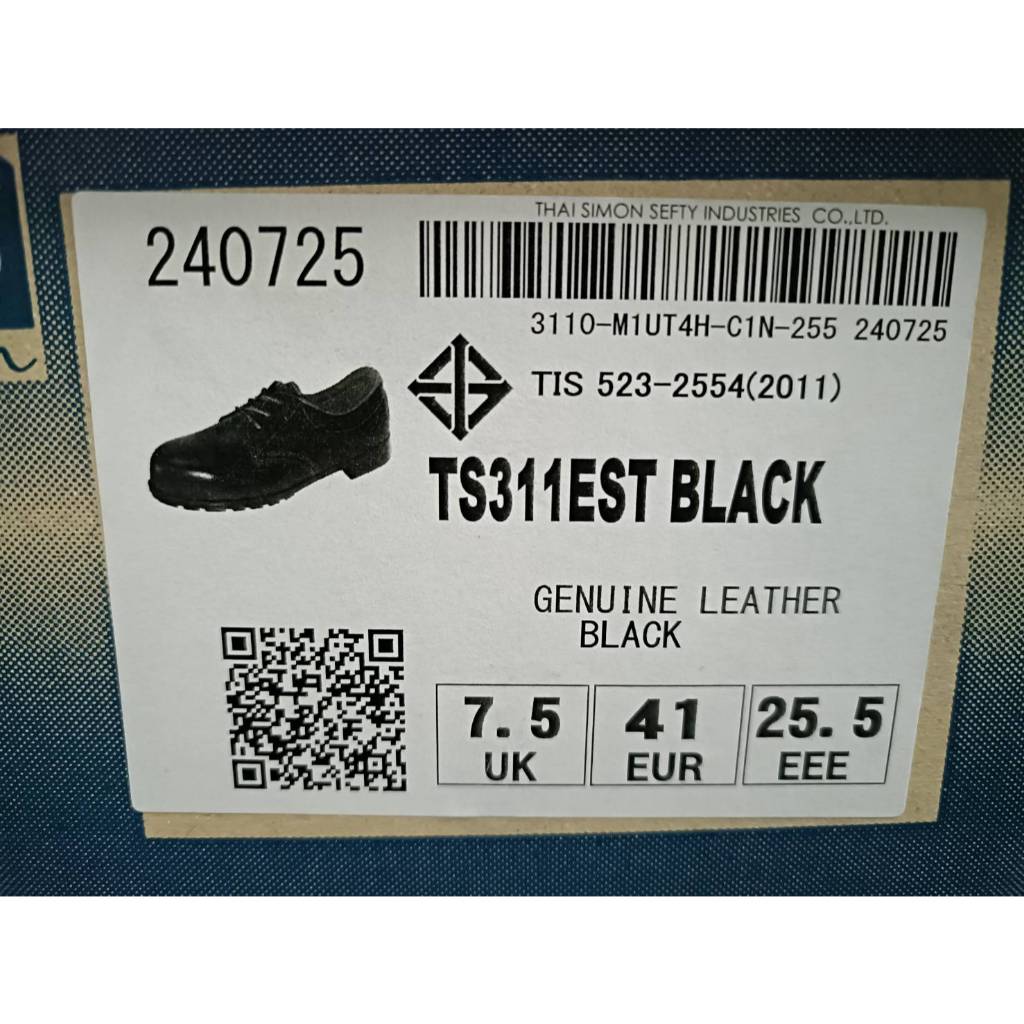 THAI SIMON SEFTY INDUSTRIES CO.,LTD.
240725
3110-M1UT4H-C1N-255 240725
TIS 523-2554(2011)
TS311EST BLACK
GENUINE LEATHER
BLACK
7.5 41 25.5
UK EUR EEE